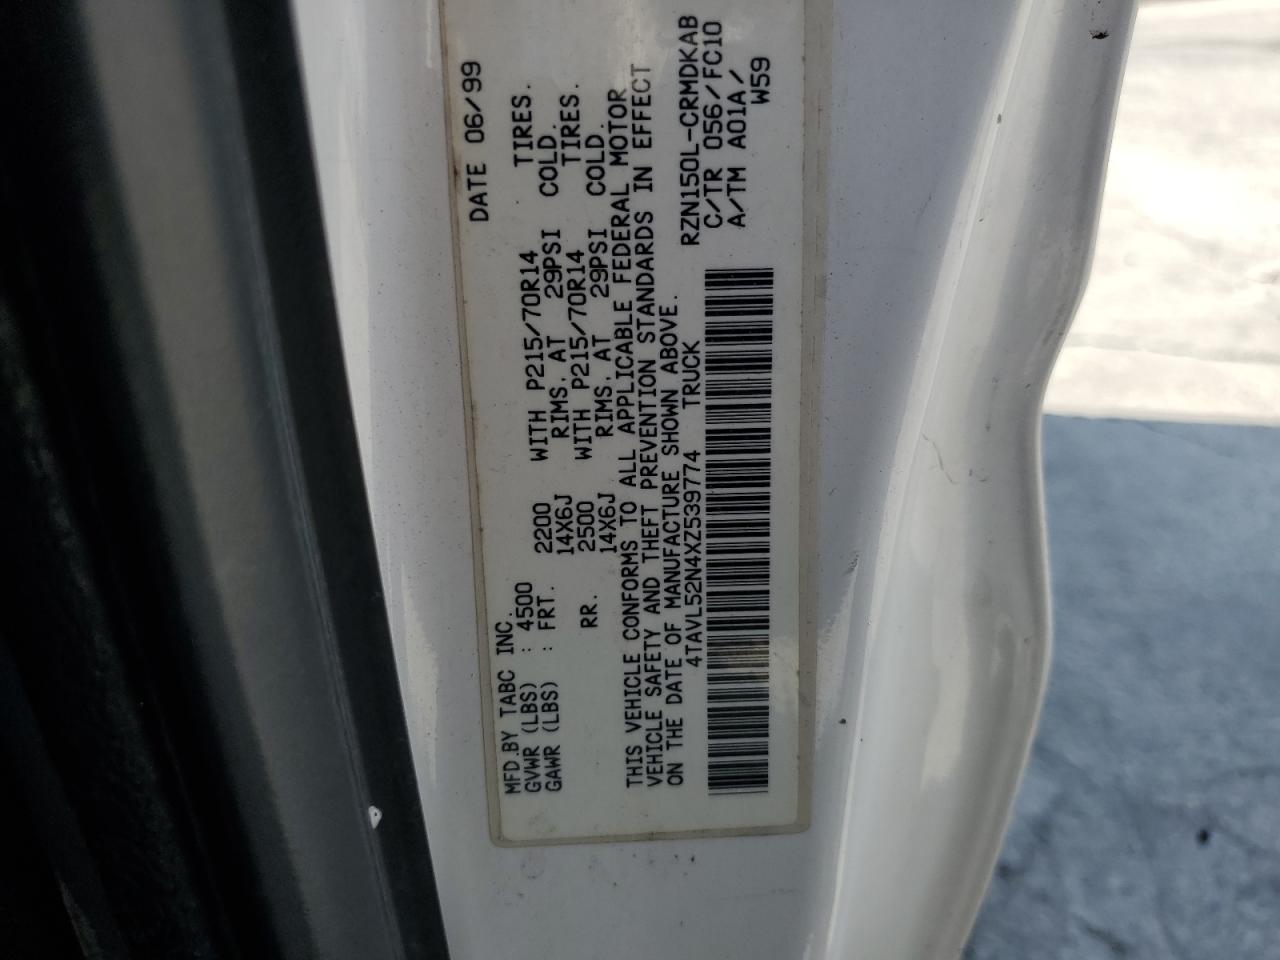 MFD.BY TABC INC. DATE 06/99
GVWR (LBS) : 4500
GAWR (LBS) : FRT. 2200 WITH P215/70R14 TIRES.
14X6J RIMS. AT 29PSI COLD.
RR. 2500 WITH P215/70R14 TIRES.
14X6J RIMS. AT 29PSI COLD.
THIS VEHICLE CONFORMS TO ALL APPLICABLE FEDERAL MOTOR
VEHICLE SAFETY AND THEFT PREVENTION STANDARDS IN EFFECT
ON THE DATE OF MANUFACTURE SHOWN ABOVE.
4TAVL52N4XZ539774 TRUCK
RZN150L-CRMDKAB
C/TR 056/FC10
A/TM A01A/
W59